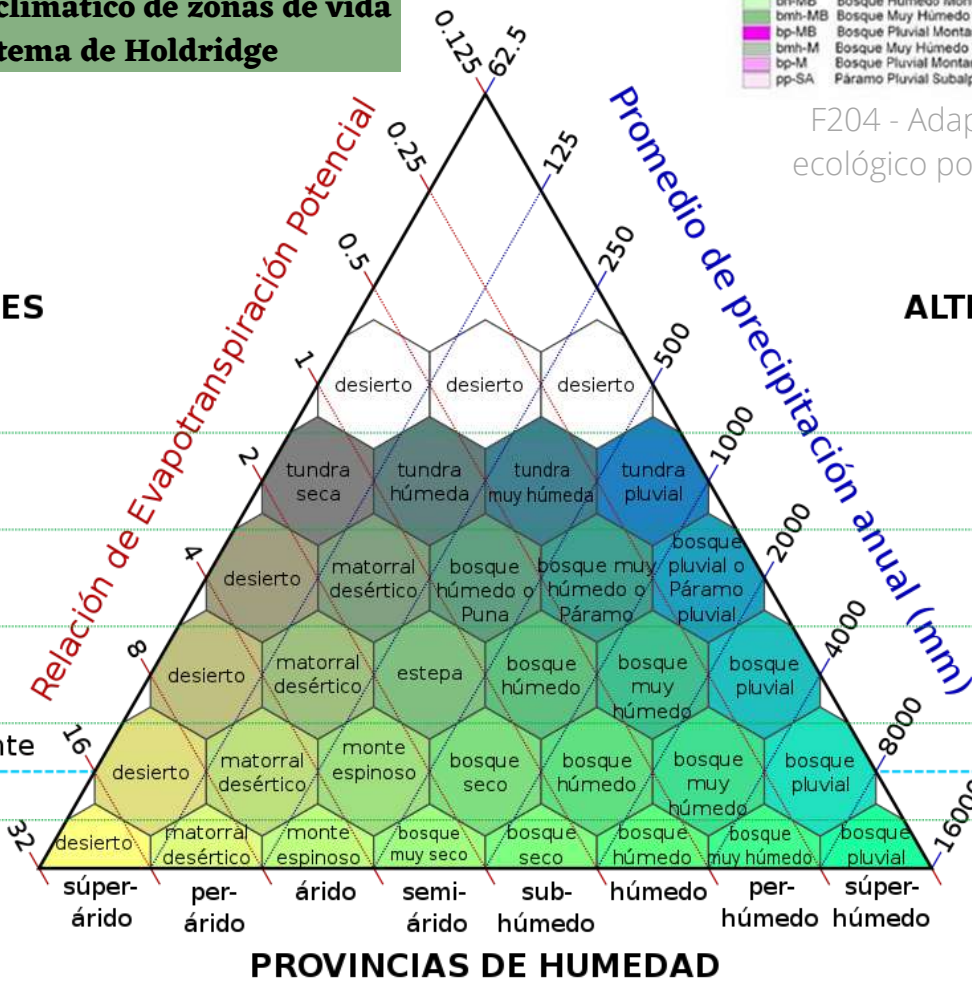 climático de zonas de vida
tema de Holdridge
bh-MB Bosque Húmedo Mon
bmh-MB Bosque Muy Húmedo
bp-MB Bosque Pluvial Monta
bmh-M Bosque Muy Húmedo
bp-M Bosque Pluvial Monta
pp-SA Páramo Pluvial Subalp
F204 - Adap
ecológico po
ES
ALTI
Relación de Evapotranspiración Potencial
Promedio de precipitación anual (mm)
0.125
62.5
0.25
125
0.5
250
1
500
desierto
desierto
desierto
2
1000
tundra
seca
tundra
húmeda
tundra
muy húmeda
tundra
pluvial
4
2000
desierto
matorral
desértico
bosque
húmedo o
Puna
bosque muy
húmedo o
Páramo
bosque
pluvial o
Páramo
pluvial
8
4000
desierto
matorral
desértico
estepa
bosque
húmedo
bosque
muy
húmedo
bosque
pluvial
nte
16
8000
desierto
matorral
desértico
monte
espinoso
bosque
seco
bosque
húmedo
bosque
muy
húmedo
bosque
pluvial
32
16000
desierto
matorral
desértico
monte
espinoso
bosque
muy seco
bosque
seco
bosque
húmedo
bosque
muy húmedo
bosque
pluvial
súper-
árido
per-
árido
árido
semi-
árido
sub-
húmedo
húmedo
per-
húmedo
súper-
húmedo
PROVINCIAS DE HUMEDAD